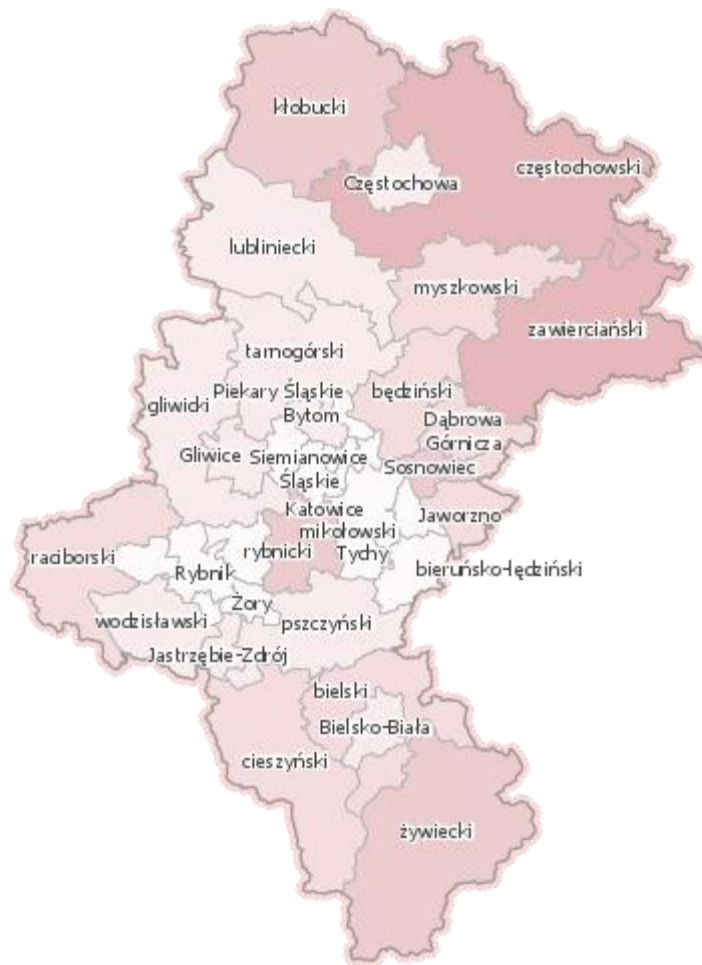 kłobucki
częstochowski
Częstochowa
lubliniecki
myszkowski
zawierciański
tarnogórski
gliwicki
Piekary Śląskie
będziński
Bytom
Dąbrowa
Górnicza
Gliwice
Siemianowice
Śląskie
Sosnowiec
Katowice
Jaworzno
mikołowski
raciborski
rybnicki
Tychy
Rybnik
bieruńsko-lędziński
Żory
wodzisławski
pszczyński
Jastrzębie-Zdrój
bielski
Bielsko-Biała
cieszyński
żywiecki